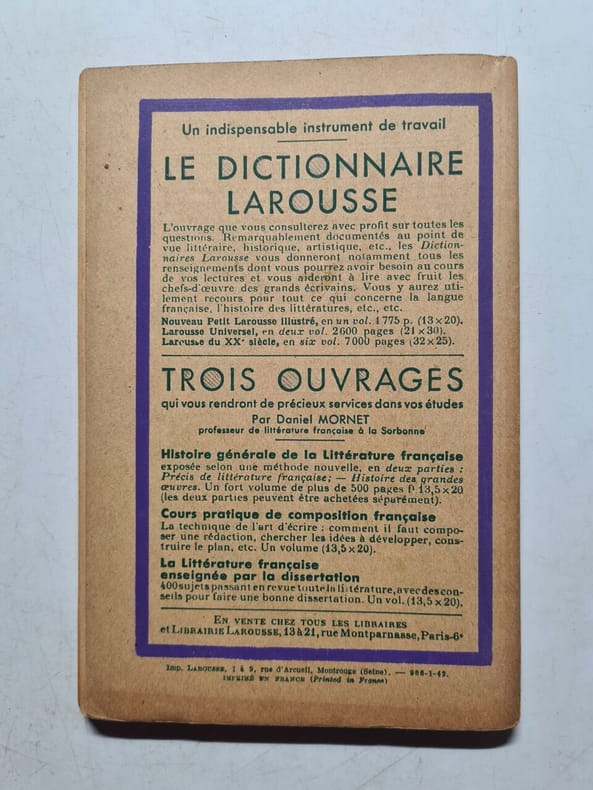 Un indispensable instrument de travail
LE DICTIONNAIRE
LAROUSSE
L'ouvrage que vous consulterez avec profit sur toutes les
questions. Remarquablement documentés au point de
vue littéraire, historique, artistique, etc., les Diction-
naires Larousse vous donneront notamment tous les
renseignements dont vous pourrez avoir besoin au cours
de vos lectures et vous aideront à lire avec fruit les
chefs-d'œuvre des grands écrivains. Vous y aurez uti-
lement recours pour tout ce qui concerne la langue
française, l'histoire des littératures, etc., etc.
Nouveau Petit Larousse illustré, en un vol. 1 775 p. (13×20).
Larousse Universel, en deux vol. 2 600 pages (21×30).
Larousse du XXe siècle, en six vol. 7 000 pages (32×25).
TROIS OUVRAGES
qui vous rendront de précieux services dans vos études
Par Daniel MORNET
professeur de littérature française à la Sorbonne
Histoire générale de la Littérature française
exposée selon une méthode nouvelle, en deux parties :
Précis de littérature française; — Histoire des grandes
œuvres. Un fort volume de plus de 500 pages 13,5×20
(les deux parties peuvent être achetées séparément).
Cours pratique de composition française
La technique de l'art d'écrire : comment il faut compo-
ser une rédaction, chercher les idées à développer, cons-
truire le plan, etc. Un volume (13,5×20).
La Littérature française
enseignée par la dissertation
400 sujets passant en revue toute la littérature, avec des con-
seils pour faire une bonne dissertation. Un vol. (13,5×20).
EN VENTE CHEZ TOUS LES LIBRAIRES
et LIBRAIRIE LAROUSSE, 13 à 21, rue Montparnasse, Paris-6e
Imp. LAROUSSE, 1 à 9, rue d'Arcueil, Montrouge (Seine). — 908-1-42.
IMPRIMÉ EN FRANCE (Printed in France)